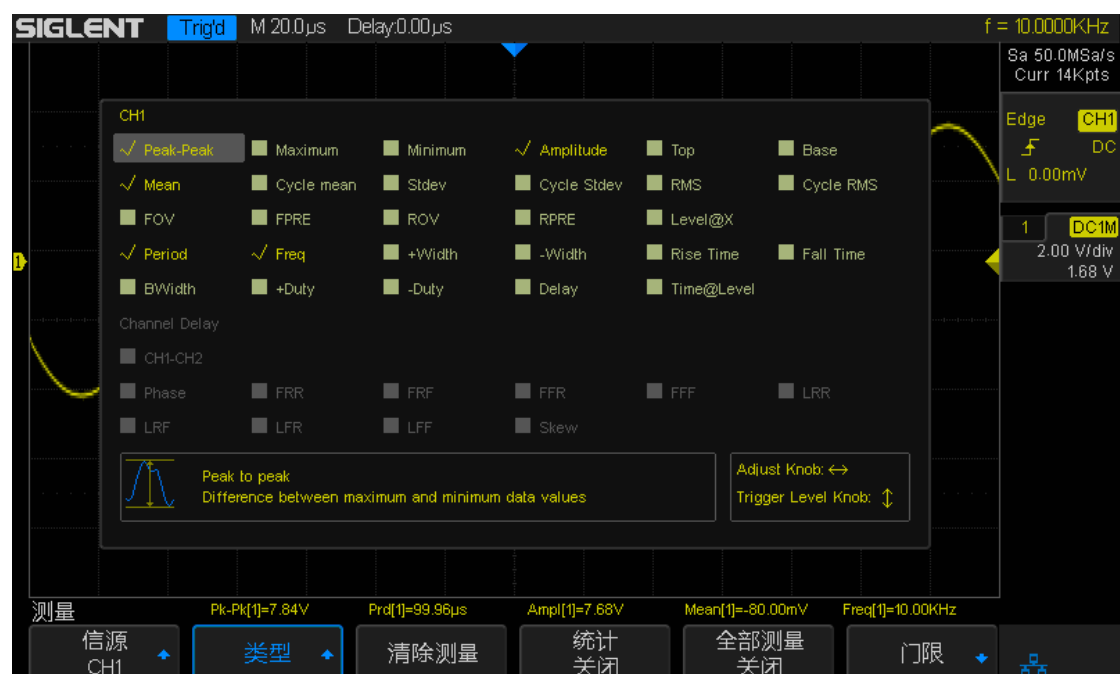 SIGLENT Trig'd M 20.0µs Delay:0.00µs f = 10.0000KHz
Sa 50.0MSa/s
Curr 14Kpts
Edge CH1
DC
L 0.00mV
1 DC1M
2.00 V/div
1.68 V
1
CH1
Peak-Peak Maximum Minimum Amplitude Top Base
Mean Cycle mean Stdev Cycle Stdev RMS Cycle RMS
FOV FPRE ROV RPRE Level@X
Period Freq +Width -Width Rise Time Fall Time
BWidth +Duty -Duty Delay Time@Level
Channel Delay
CH1-CH2
Phase FRR FRF FFR FFF LRR
LRF LFR LFF Skew
Peak to peak
Difference between maximum and minimum data values
Adjust Knob: ↔
Trigger Level Knob: ↕
测量 Pk-Pk[1]=7.84V Prd[1]=99.96µs Ampl[1]=7.68V Mean[1]=-80.00mV Freq[1]=10.00KHz
信源 CH1
类型
清除测量
统计 关闭
全部测量 关闭
门限